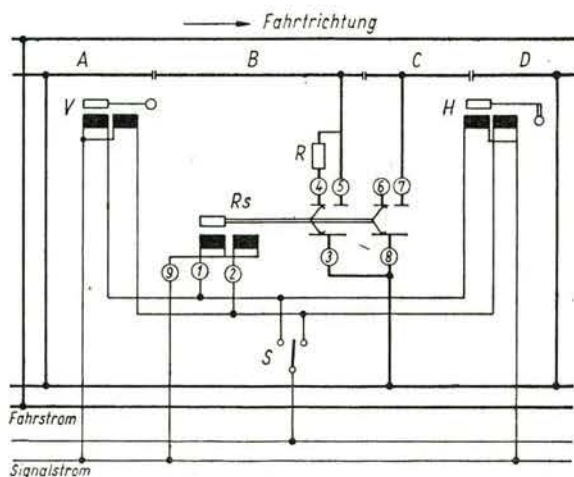 Fahrtrichtung
A B C D
V H
R
4 5 6 7
Rs
3 8
9 1 2
S
Fahrstrom
Signalstrom